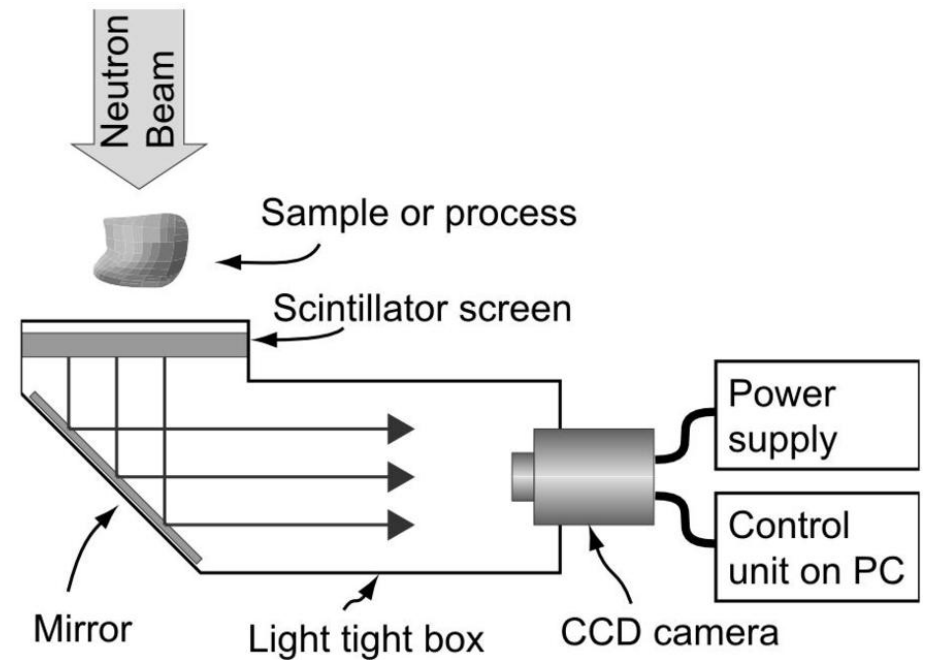 Neutron
Beam
Sample or process
Scintillator screen
Power
supply
Control
unit on PC
Mirror
Light tight box
CCD camera